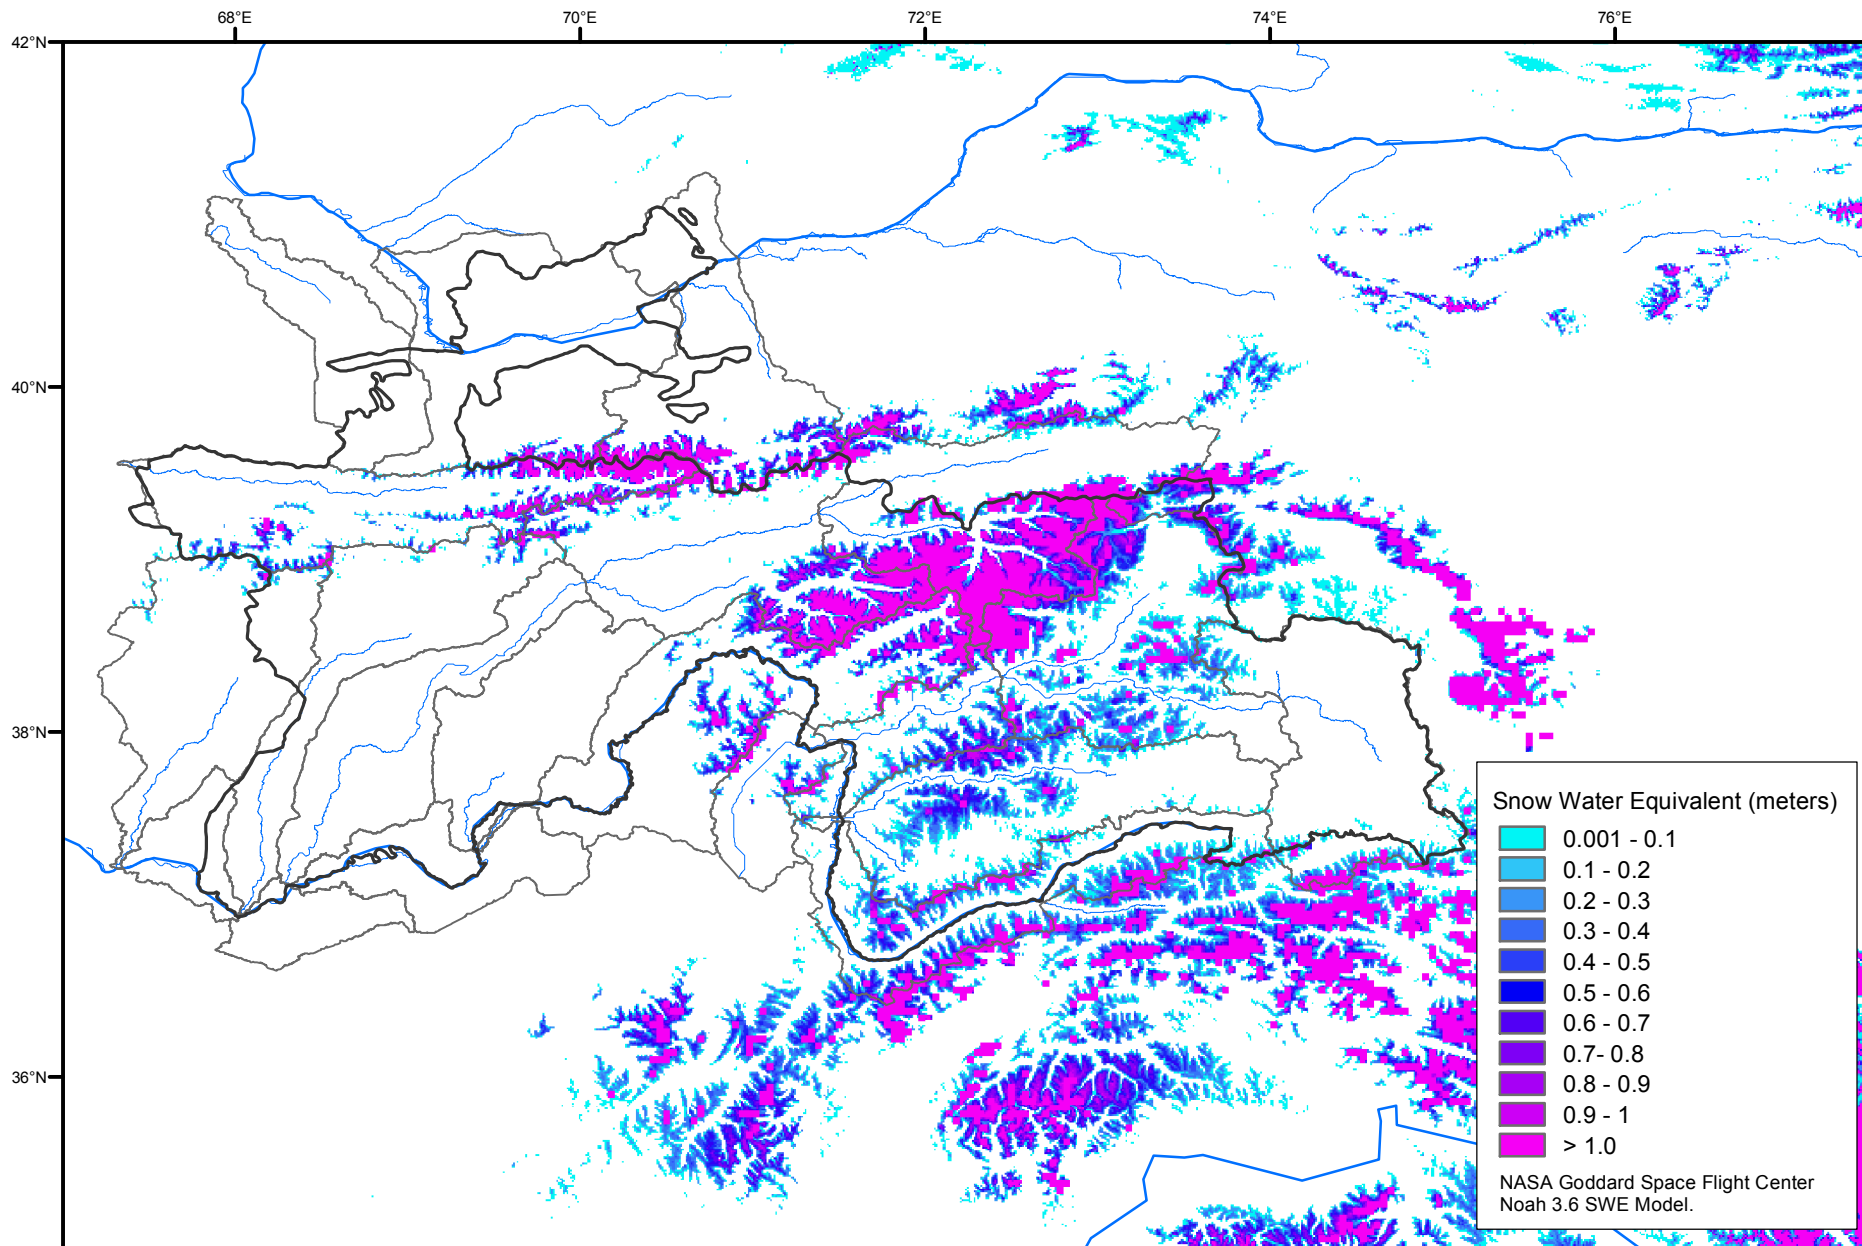 68°E
70°E
72°E
74°E
76°E
42°N
40°N
38°N
36°N
Snow Water Equivalent (meters)
0.001 - 0.1
0.1 - 0.2
0.2 - 0.3
0.3 - 0.4
0.4 - 0.5
0.5 - 0.6
0.6 - 0.7
0.7- 0.8
0.8 - 0.9
0.9 - 1
> 1.0
NASA Goddard Space Flight Center
Noah 3.6 SWE Model.